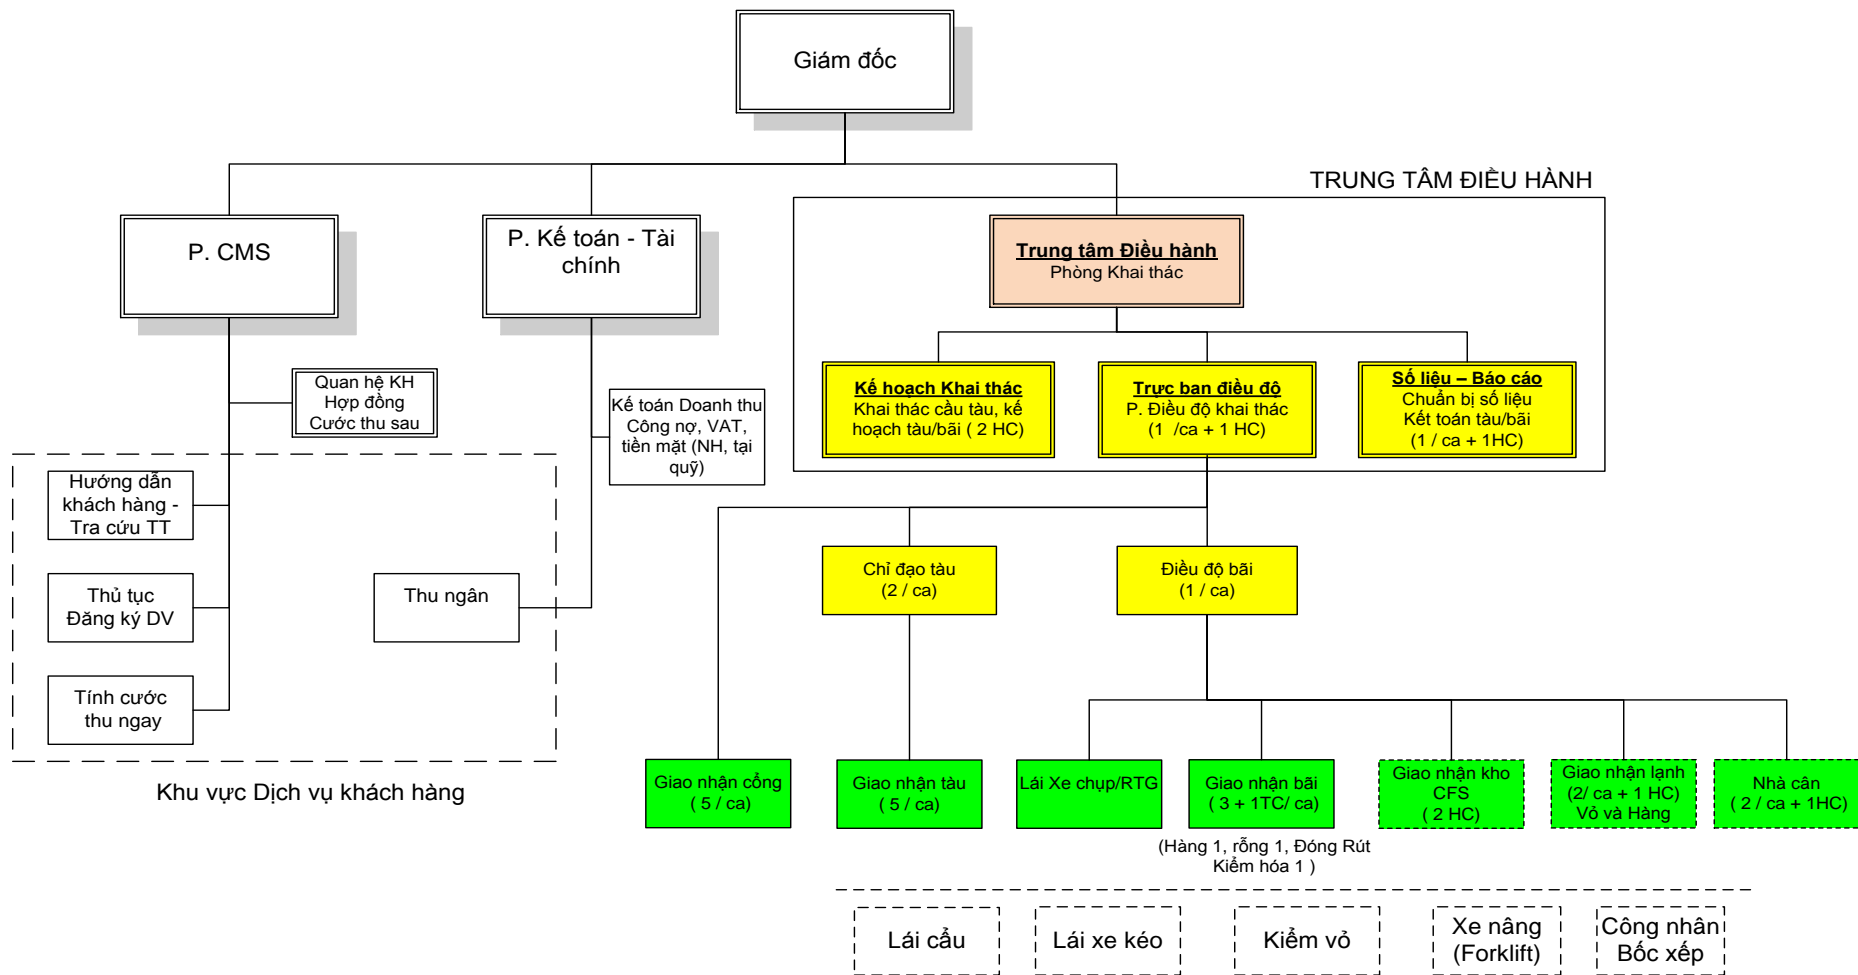 Giám đốc
TRUNG TÂM ĐIỀU HÀNH
P. CMS
P. Kế toán - Tài
chính
Trung tâm Điều hành
Phòng Khai thác
Quan hệ KH
Hợp đồng
Cước thu sau
Kế toán Doanh thu
Công nợ, VAT,
tiền mặt (NH, tại
quỹ)
Kế hoạch Khai thác
Khai thác cầu tàu, kế
hoạch tàu/bãi ( 2 HC)
Trực ban điều độ
P. Điều độ khai thác
(1 /ca + 1 HC)
Số liệu – Báo cáo
Chuẩn bị số liệu
Kết toán tàu/bãi
(1 / ca + 1HC)
Hướng dẫn
khách hàng -
Tra cứu TT
Thủ tục
Đăng ký DV
Thu ngân
Chỉ đạo tàu
(2 / ca)
Điều độ bãi
(1 / ca)
Tính cước
thu ngay
Khu vực Dịch vụ khách hàng
Giao nhận cổng
( 5 / ca)
Giao nhận tàu
( 5 / ca)
Lái Xe chụp/RTG
Giao nhận bãi
( 3 + 1TC/ ca)
Giao nhận kho
CFS
( 2 HC)
Giao nhận lạnh
(2/ ca + 1 HC)
Vỏ và Hàng
Nhà cân
( 2 / ca + 1HC)
(Hàng 1, rỗng 1, Đóng Rút
Kiểm hóa 1 )
Lái cẩu
Lái xe kéo
Kiểm vỏ
Xe nâng
(Forklift)
Công nhân
Bốc xếp